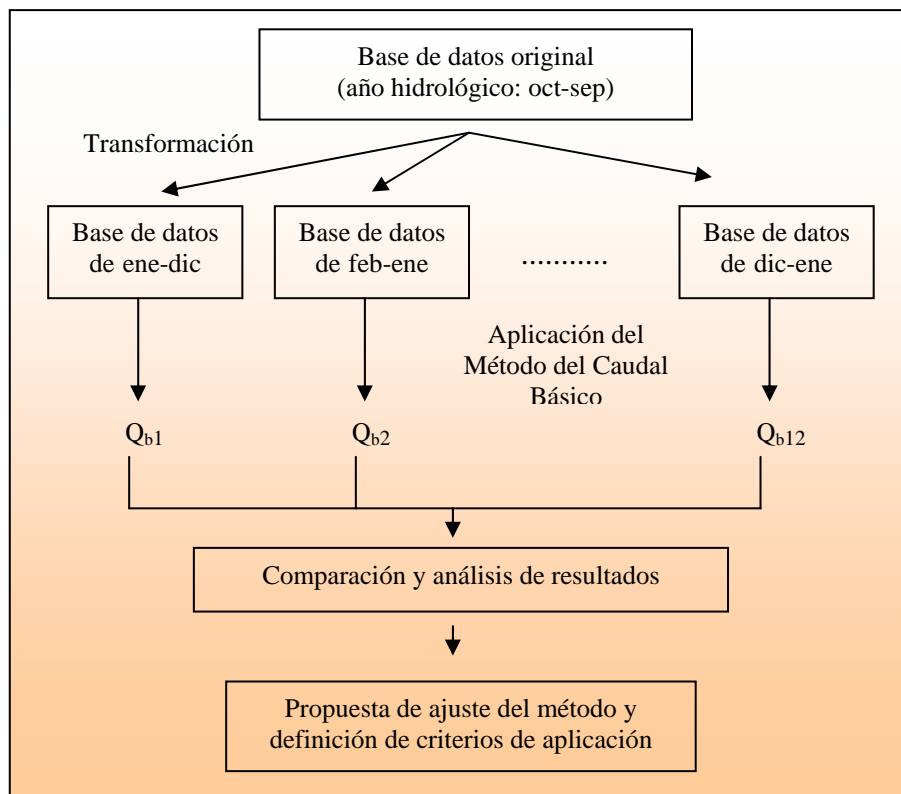 Base de datos original
(año hidrológico: oct-sep)
Transformación
Base de datos
de ene-dic
Base de datos
de feb-ene
...........
Base de datos
de dic-ene
Aplicación del
Método del Caudal
Básico
Qb1
Qb2
Qb12
Comparación y análisis de resultados
Propuesta de ajuste del método y
definición de criterios de aplicación